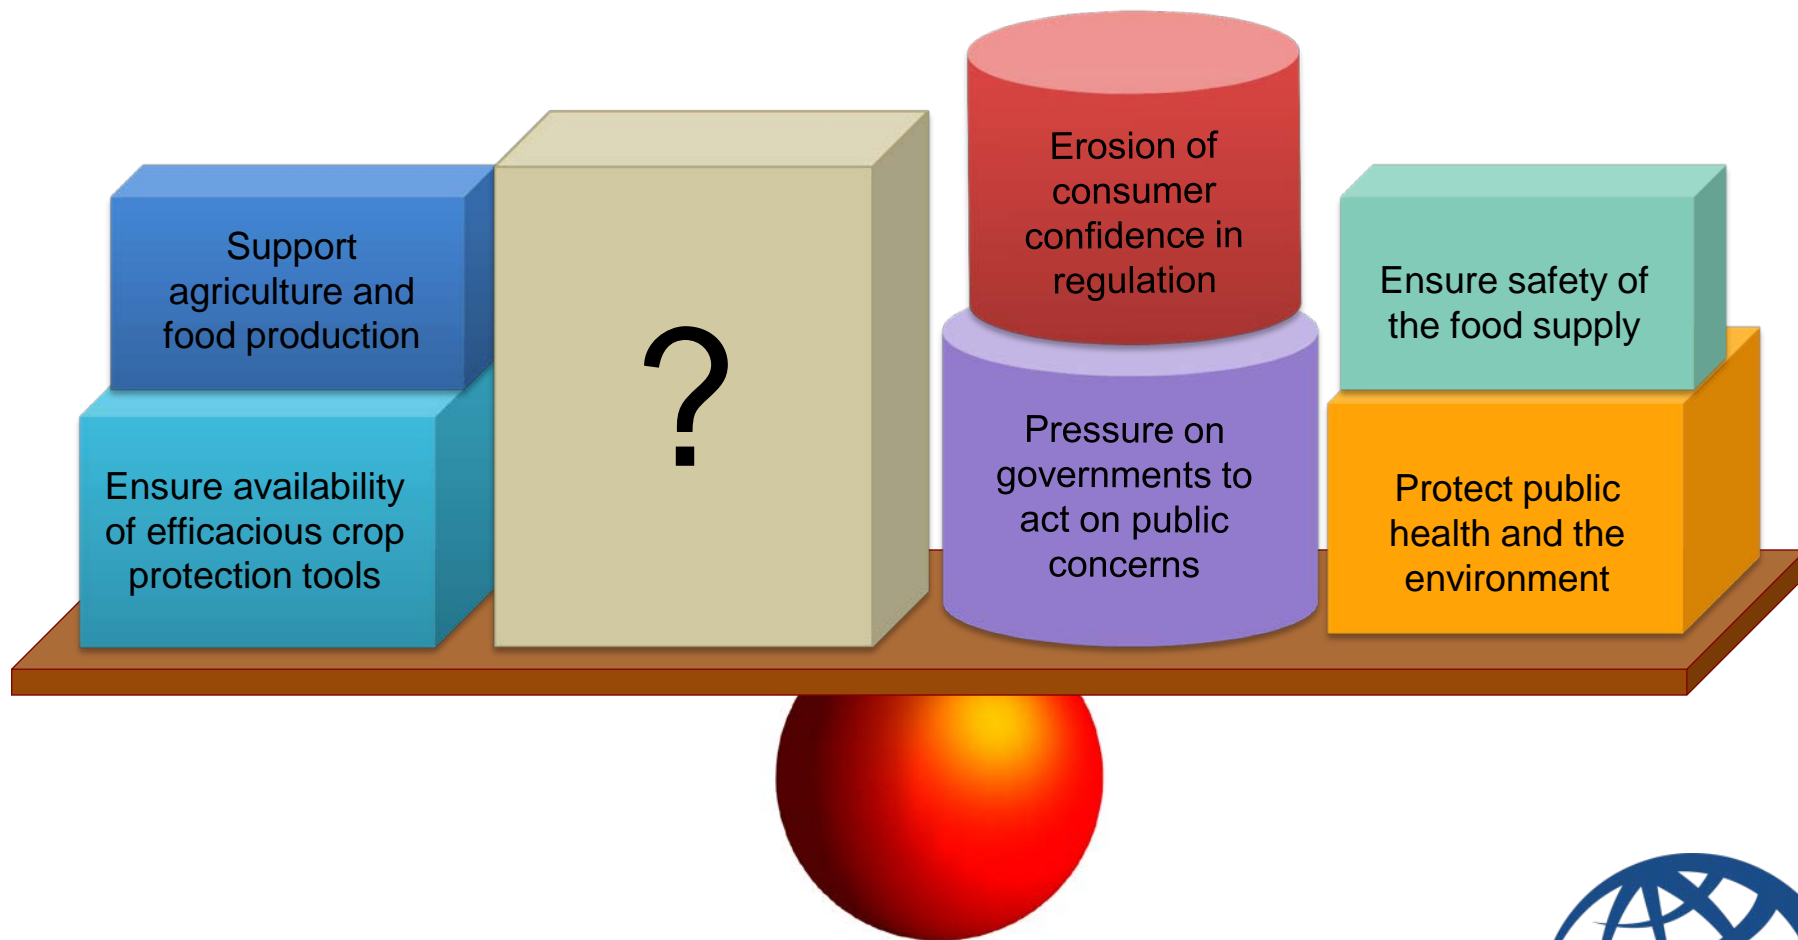 Support
agriculture and
food production
Ensure availability
of efficacious crop
protection tools
?
Erosion of
consumer
confidence in
regulation
Pressure on
governments to
act on public
concerns
Ensure safety of
the food supply
Protect public
health and the
environment